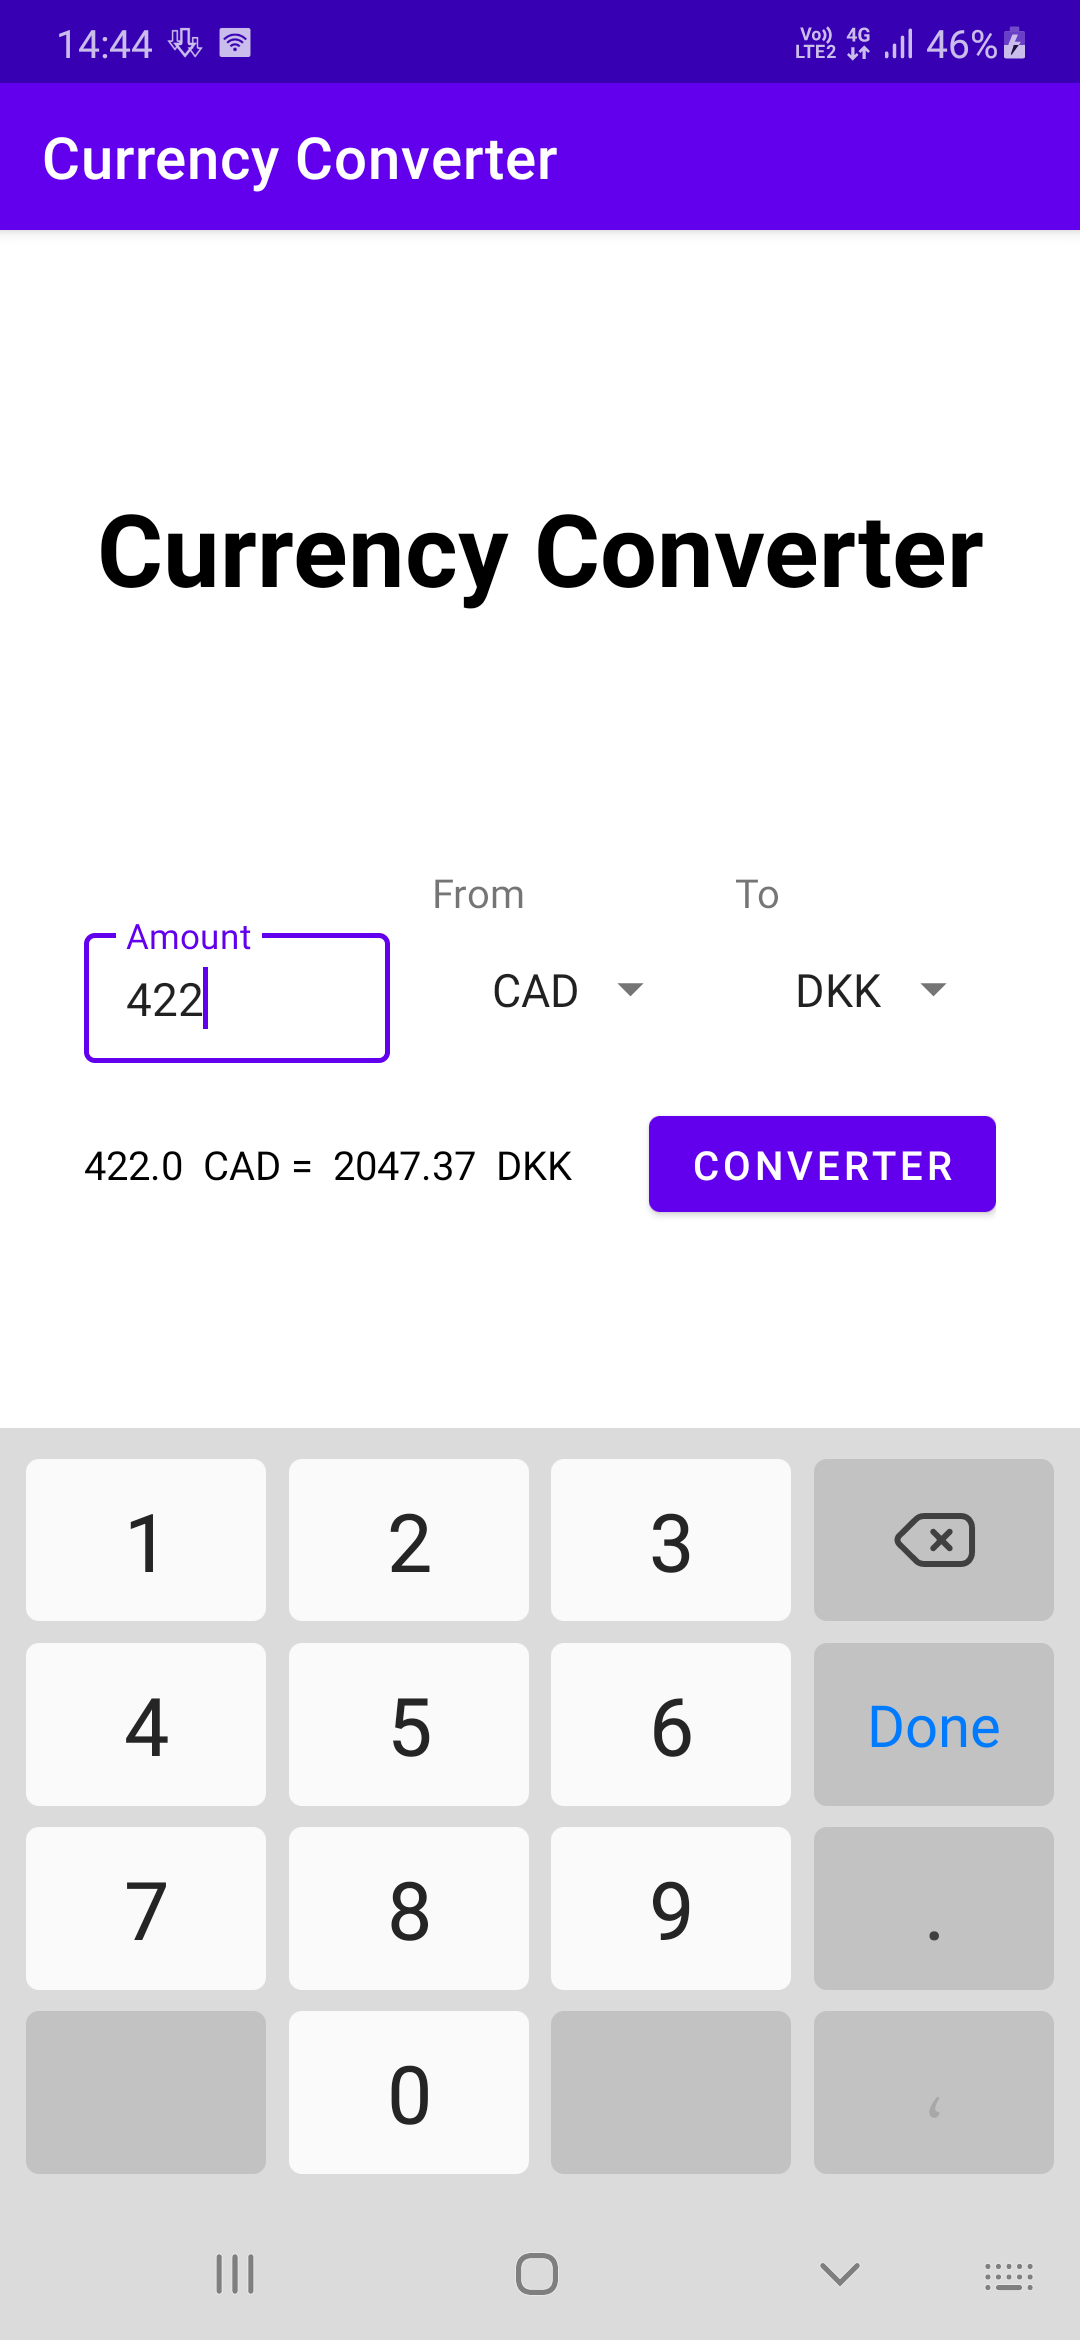 14:44 Vo)) LTE2 4G 46%
Currency Converter
Currency Converter
From To
Amount
422 CAD DKK
422.0 CAD = 2047.37 DKK CONVERTER
1 2 3
4 5 6 Done
7 8 9 .
0 ،